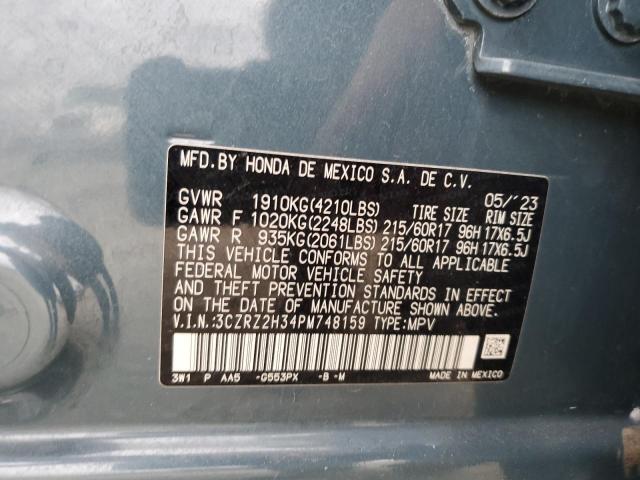 MFD.BY HONDA DE MEXICO S.A. DE C.V.
05/'23
GVWR 1910KG(4210LBS) TIRE SIZE RIM SIZE
GAWR F 1020KG(2248LBS) 215/60R17 96H 17X6.5J
GAWR R 935KG(2061LBS) 215/60R17 96H 17X6.5J
THIS VEHICLE CONFORMS TO ALL APPLICABLE
FEDERAL MOTOR VEHICLE SAFETY
AND THEFT PREVENTION STANDARDS IN EFFECT
ON THE DATE OF MANUFACTURE SHOWN ABOVE.
V.I.N.:3CZRZ2H34PM748159 TYPE:MPV
3W1 P AA5 -G553PX -B -M MADE IN MEXICO